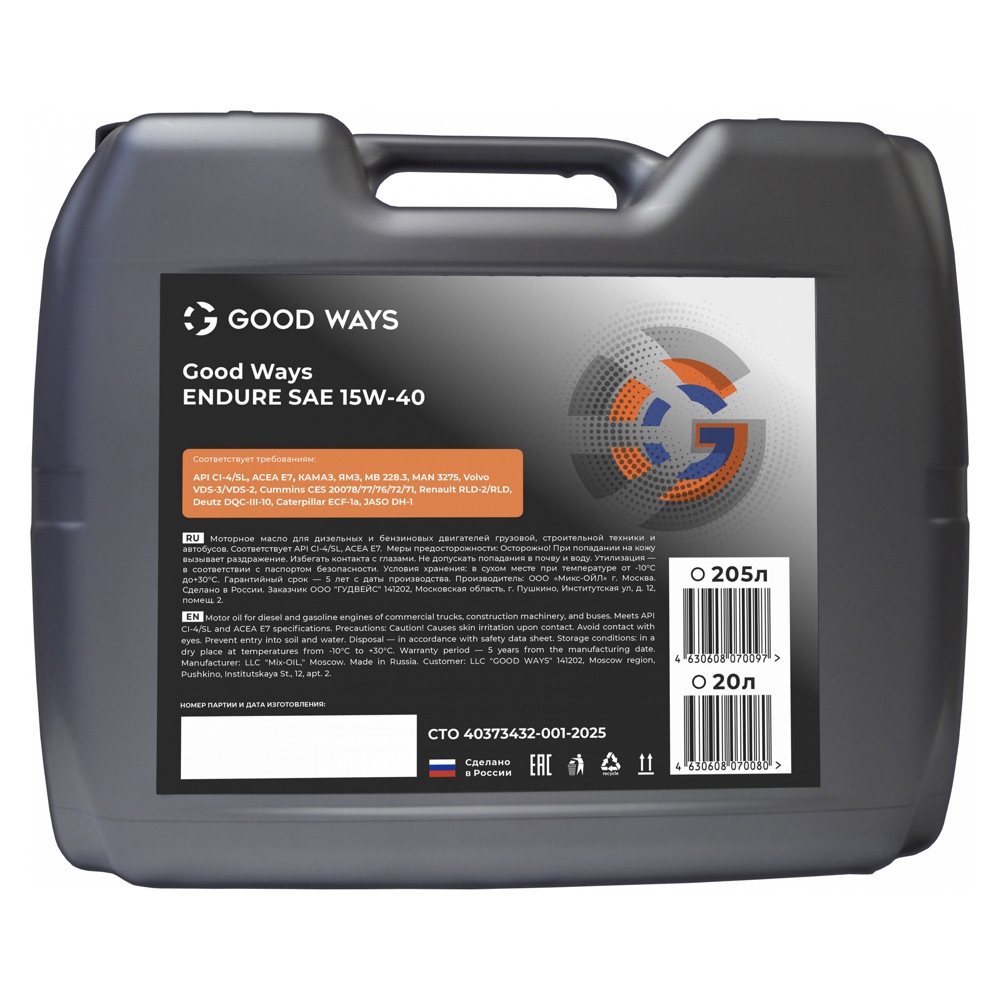 GOOD WAYS
Good Ways
ENDURE SAE 15W-40
Соответствует требованиям:
API CI-4/SL, ACEA E7, КАМАЗ, ЯМЗ, MB 228.3, MAN 3275, Volvo
VDS-3/VDS-2, Cummins CES 20078/77/76/72/71, Renault RLD-2/RLD,
Deutz DQC-III-10, Caterpillar ECF-1a, JASO DH-1
RU Моторное масло для дизельных и бензиновых двигателей грузовой, строительной техники и
автобусов. Соответствует API CI-4/SL, ACEA E7. Меры предосторожности: Осторожно! При попадании на кожу
вызывает раздражение. Избегать контакта с глазами. Не допускать попадания в почву и воду. Утилизация —
в соответствии с паспортом безопасности. Условия хранения: в сухом месте при температуре от -10°C
до+30°C. Гарантийный срок — 5 лет с даты производства. Производитель: ООО «Микс-ОЙЛ» г. Москва.
Сделано в России. Заказчик ООО "ГУДВЕЙС" 141202, Московская область, г. Пушкино, Институтская ул, д. 12,
помещ. 2.
EN Motor oil for diesel and gasoline engines of commercial trucks, construction machinery, and buses. Meets API
CI-4/SL and ACEA E7 specifications. Precautions: Caution! Causes skin irritation upon contact. Avoid contact with
eyes. Prevent entry into soil and water. Disposal — in accordance with safety data sheet. Storage conditions: in a
dry place at temperatures from -10°C to +30°C. Warranty period — 5 years from the manufacturing date.
Manufacturer: LLC "Mix-OIL," Moscow. Made in Russia. Customer: LLC "GOOD WAYS" 141202, Moscow region,
Pushkino, Institutskaya St., 12, apt. 2.
205л
4 630608 070097 >
20л
4 630608 070080 >
НОМЕР ПАРТИИ И ДАТА ИЗГОТОВЛЕНИЯ:
СТО 40373432-001-2025
Сделано
в России
EAC
recycle